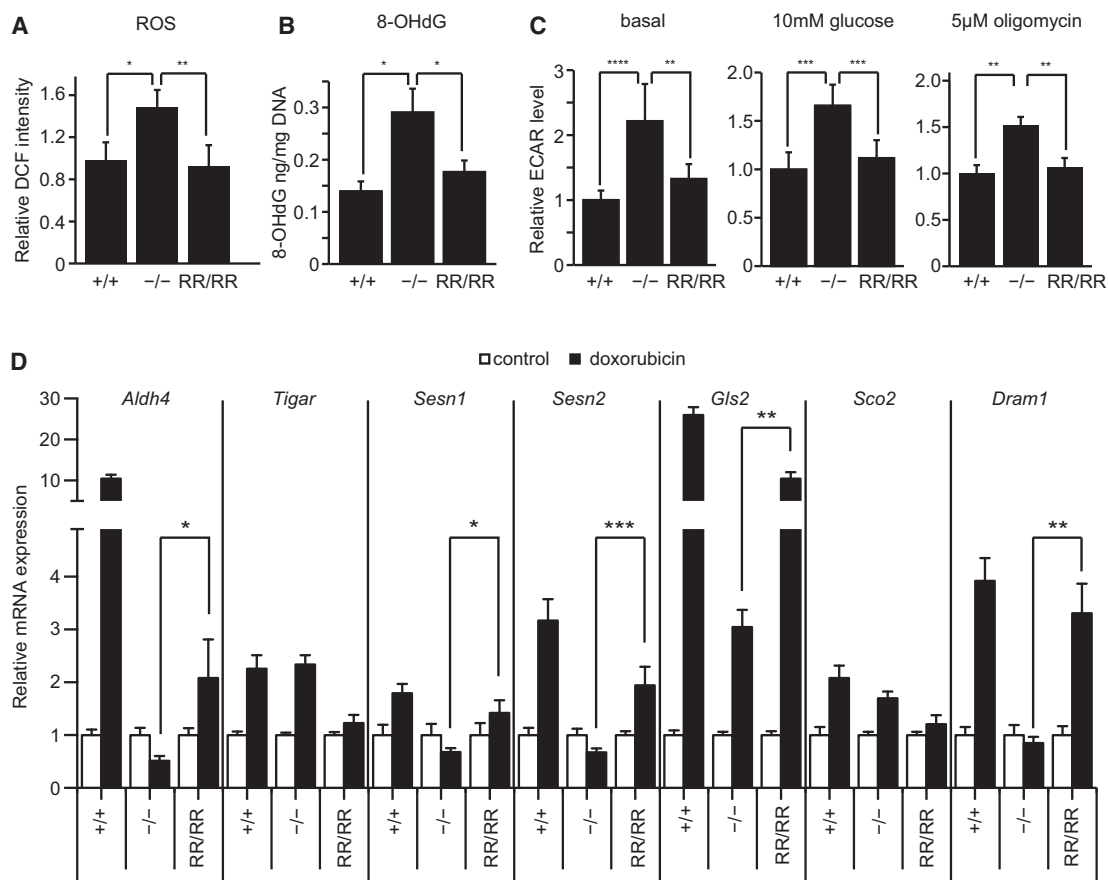 A ROS
Relative DCF intensity
1.6
1.2
0.8
0.4
0
* **
+/+ −/− RR/RR
B 8-OHdG
8-OHdG ng/mg DNA
0.3
0.2
0.1
0
* *
+/+ −/− RR/RR
C basal
Relative ECAR level
3
2
1
0
**** **
+/+ −/− RR/RR
10mM glucose
2.0
1.5
1.0
0.5
0
*** ***
+/+ −/− RR/RR
5µM oligomycin
2.0
1.5
1.0
0.5
0
** **
+/+ −/− RR/RR
D
control doxorubicin
Relative mRNA expression
30
20
10
4
3
2
1
0
Aldh4 Tigar Sesn1 Sesn2 Gls2 Sco2 Dram1
* * *** ** **
+/+ −/− RR/RR +/+ −/− RR/RR +/+ −/− RR/RR +/+ −/− RR/RR +/+ −/− RR/RR +/+ −/− RR/RR +/+ −/− RR/RR